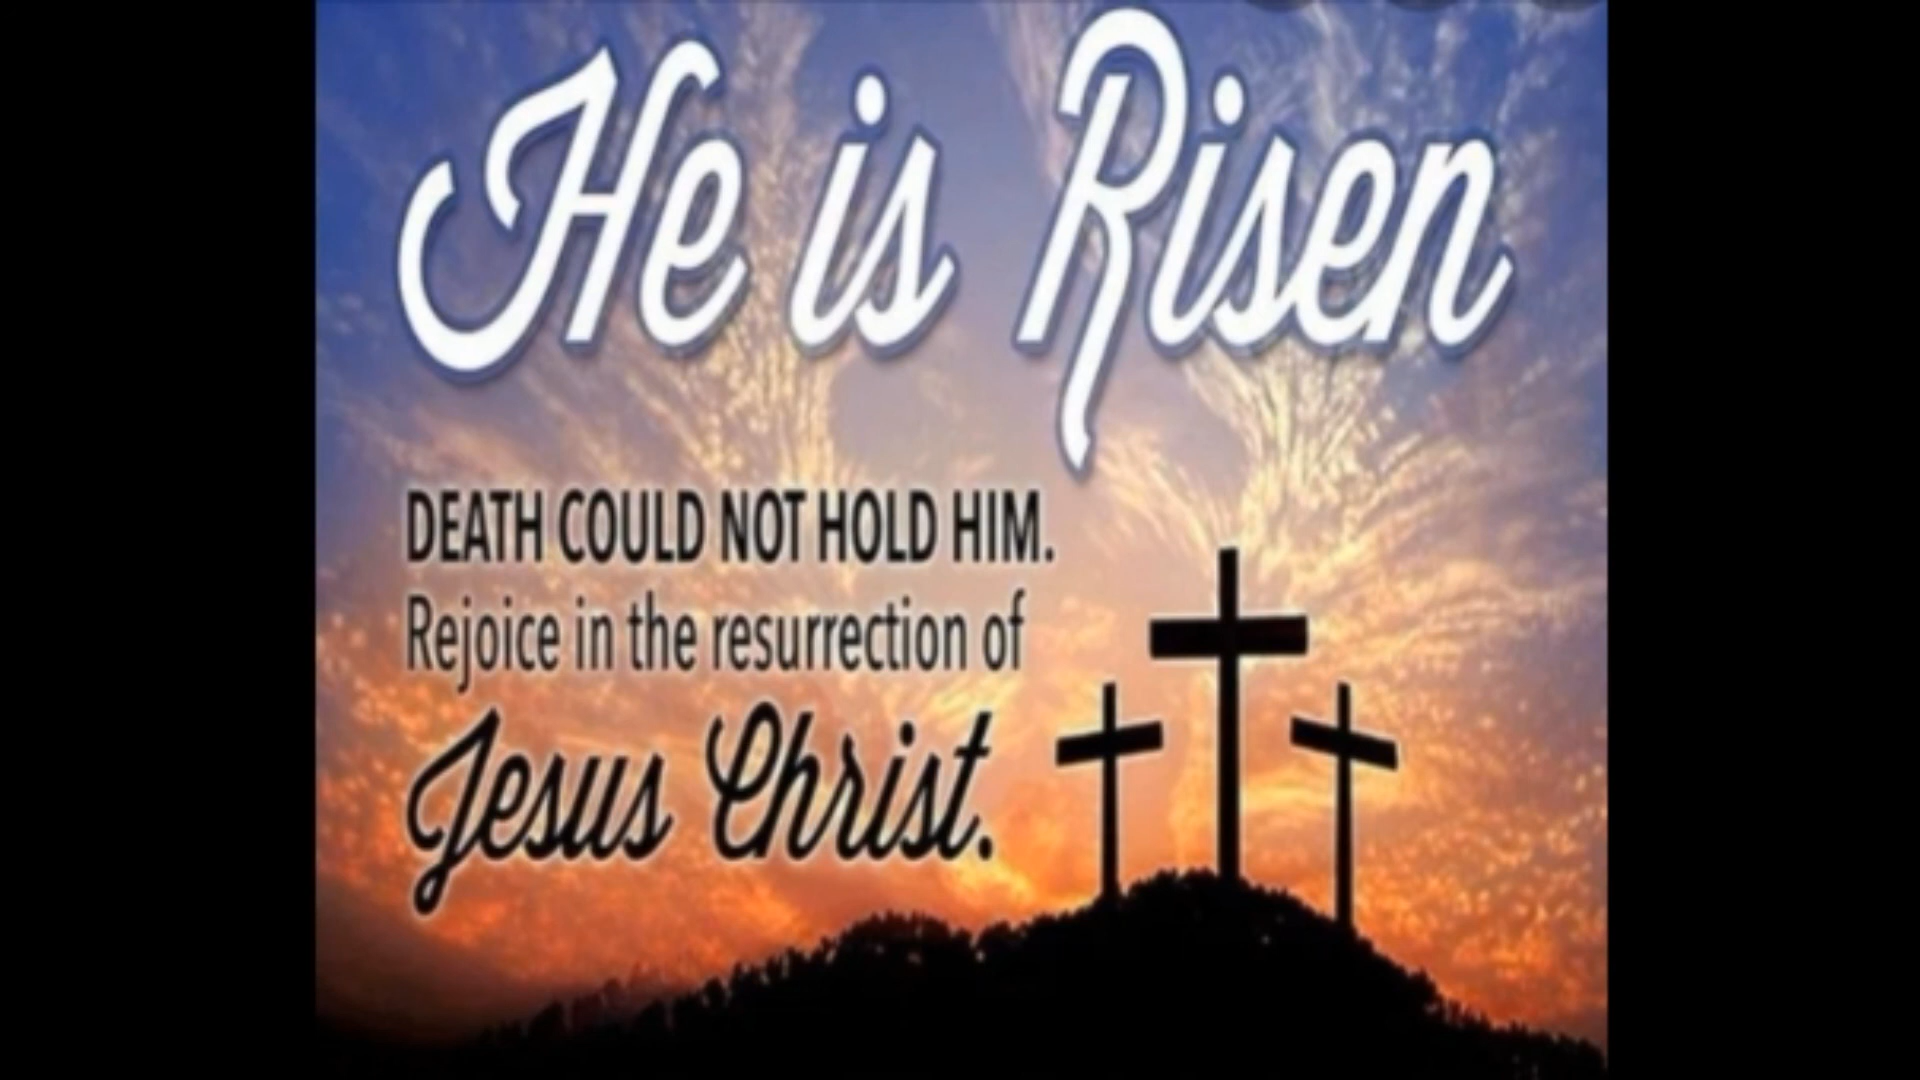 He is Risen
DEATH COULD NOT HOLD HIM.
Rejoice in the resurrection of
Jesus Christ.